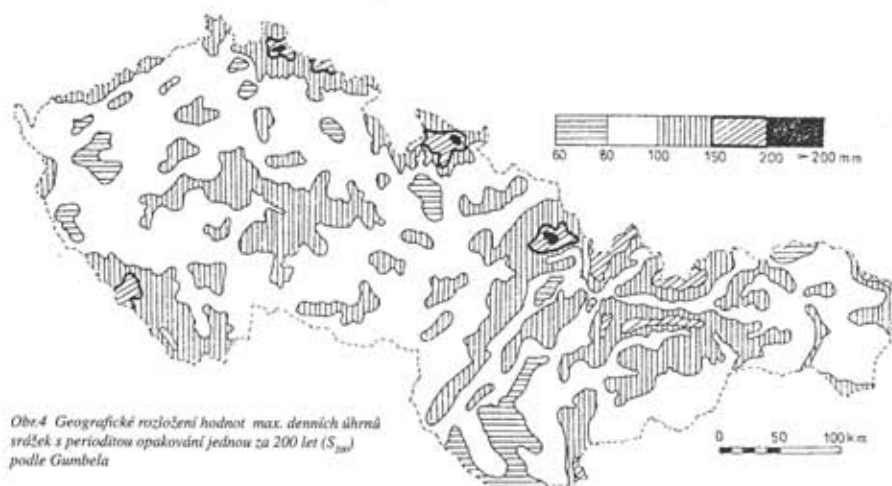 60 80 100 150 200 > 200 mm
Obr.4 Geografické rozložení hodnot max. denních úhrnů
srážek s perioditou opakování jednou za 200 let (S200)
podle Gumbela
0 50 100 km